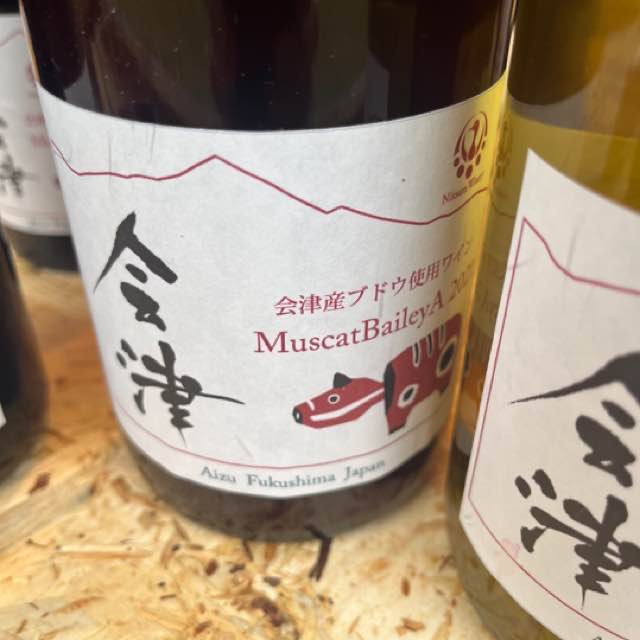 会津
会津産ブドウ使用ワイン
MuscatBaileyA
Aizu Fukushima Japan
会津